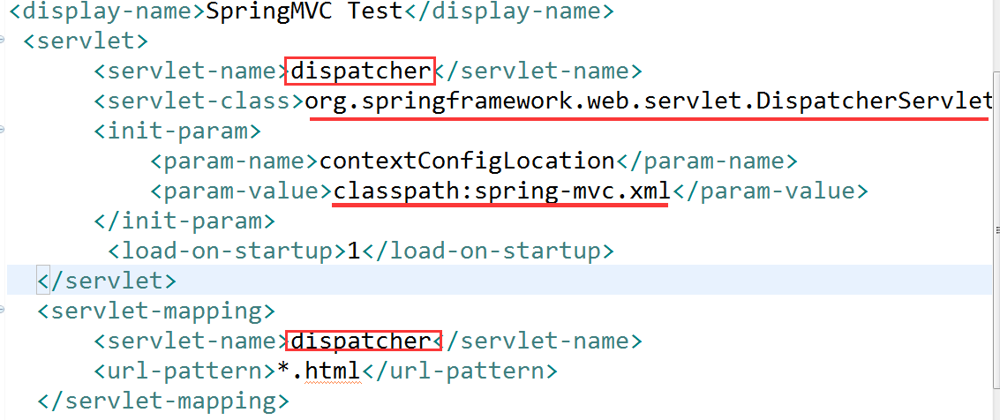 <display-name>SpringMVC Test</display-name>
<servlet>
<servlet-name>dispatcher</servlet-name>
<servlet-class>org.springframework.web.servlet.DispatcherServlet
<init-param>
<param-name>contextConfigLocation</param-name>
<param-value>classpath:spring-mvc.xml</param-value>
</init-param>
<load-on-startup>1</load-on-startup>
</servlet>
<servlet-mapping>
<servlet-name>dispatcher</servlet-name>
<url-pattern>*.html</url-pattern>
</servlet-mapping>